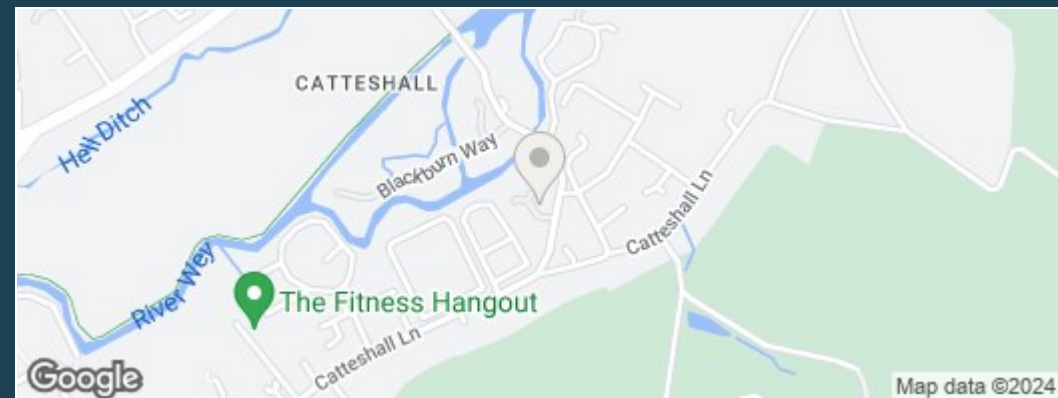 CATTESHALL
Hell Ditch
Blackburn Way
Catteshall Ln
River Wey
The Fitness Hangout
Catteshall Ln
Google
Map data ©2024